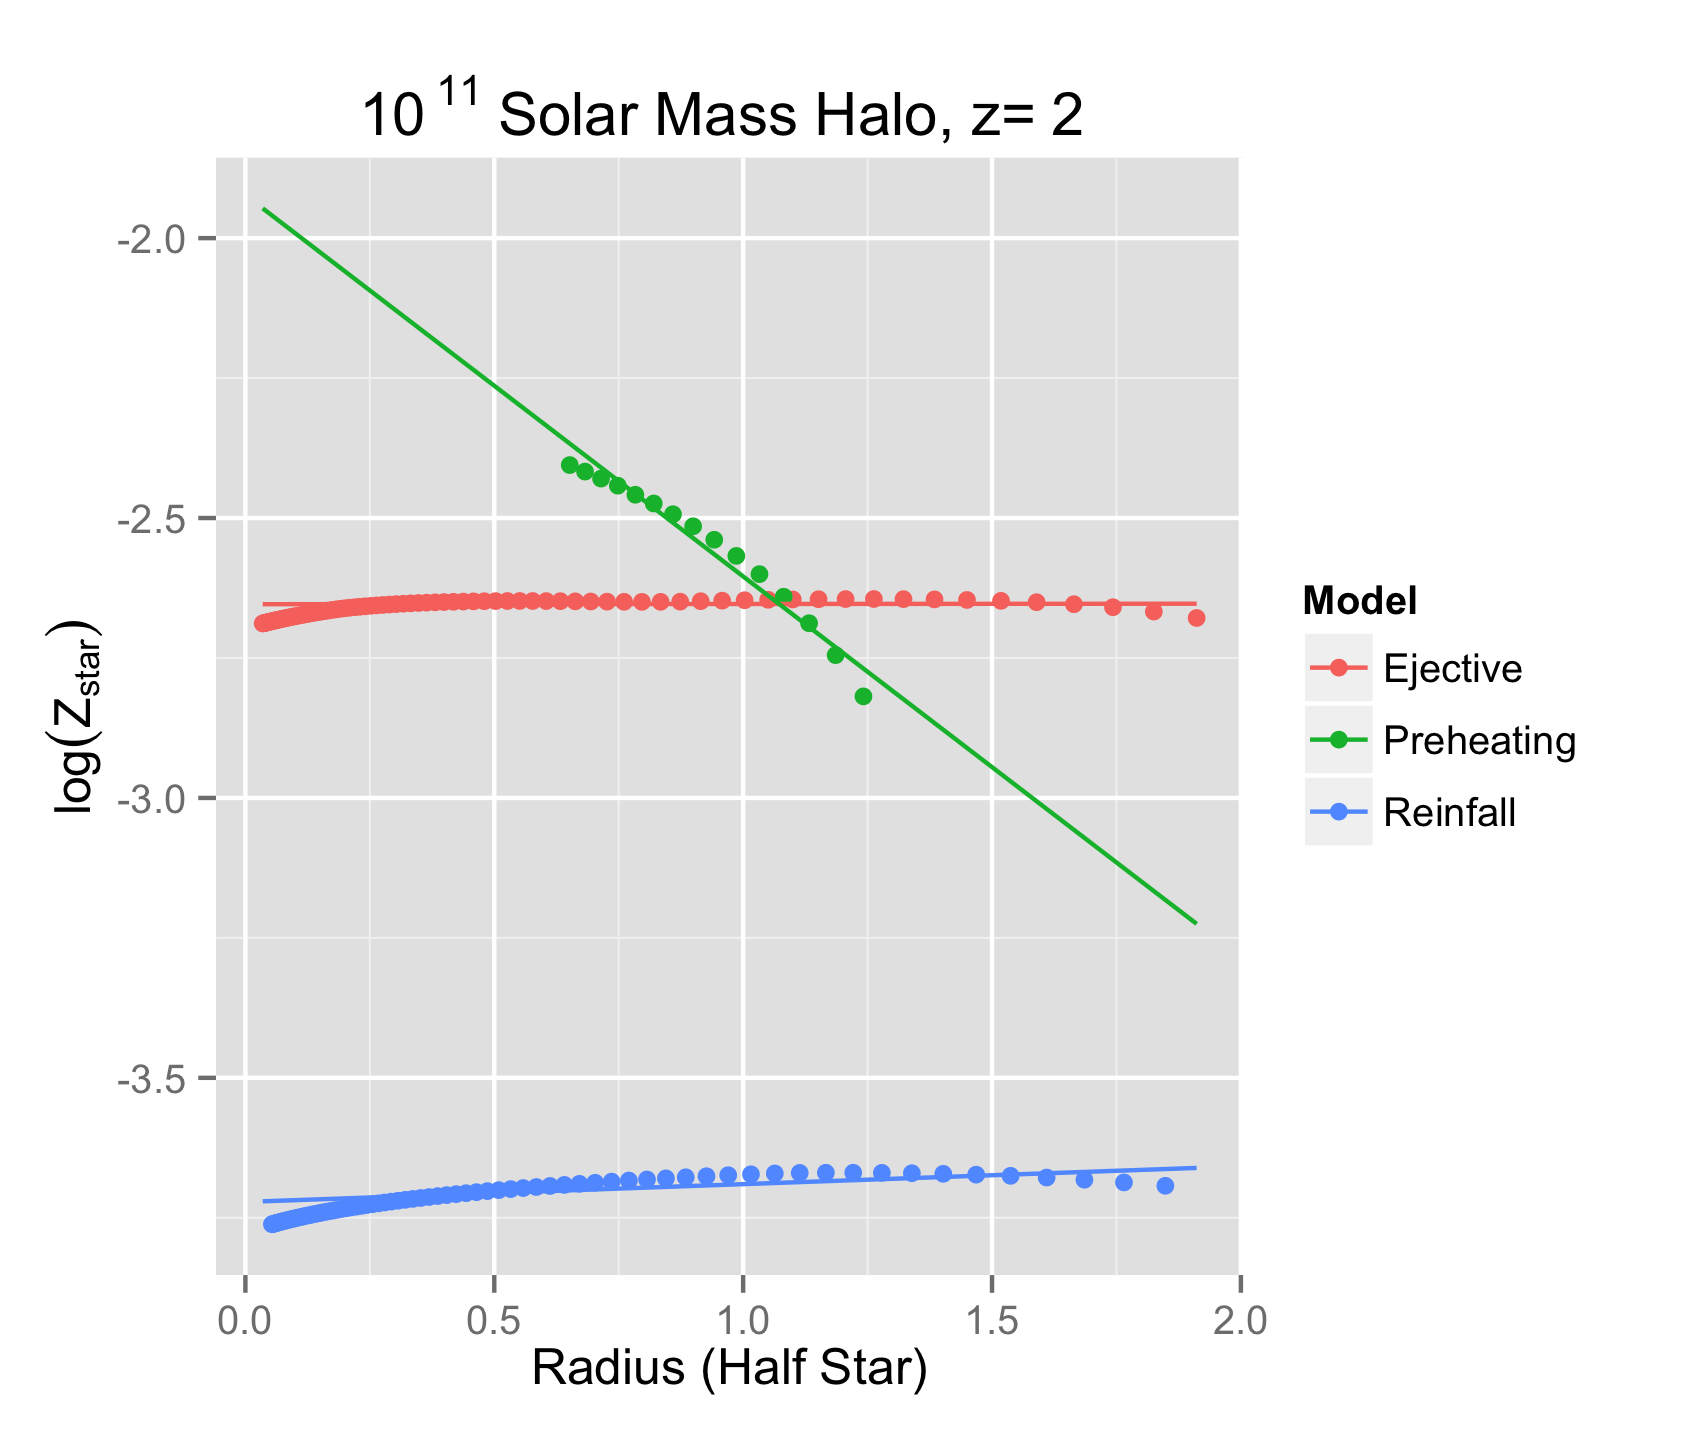 10 11 Solar Mass Halo, z= 2
-2.0
-2.5
-3.0
-3.5
log(Zstar)
0.0 0.5 1.0 1.5 2.0
Radius (Half Star)
Model
Ejective
Preheating
Reinfall